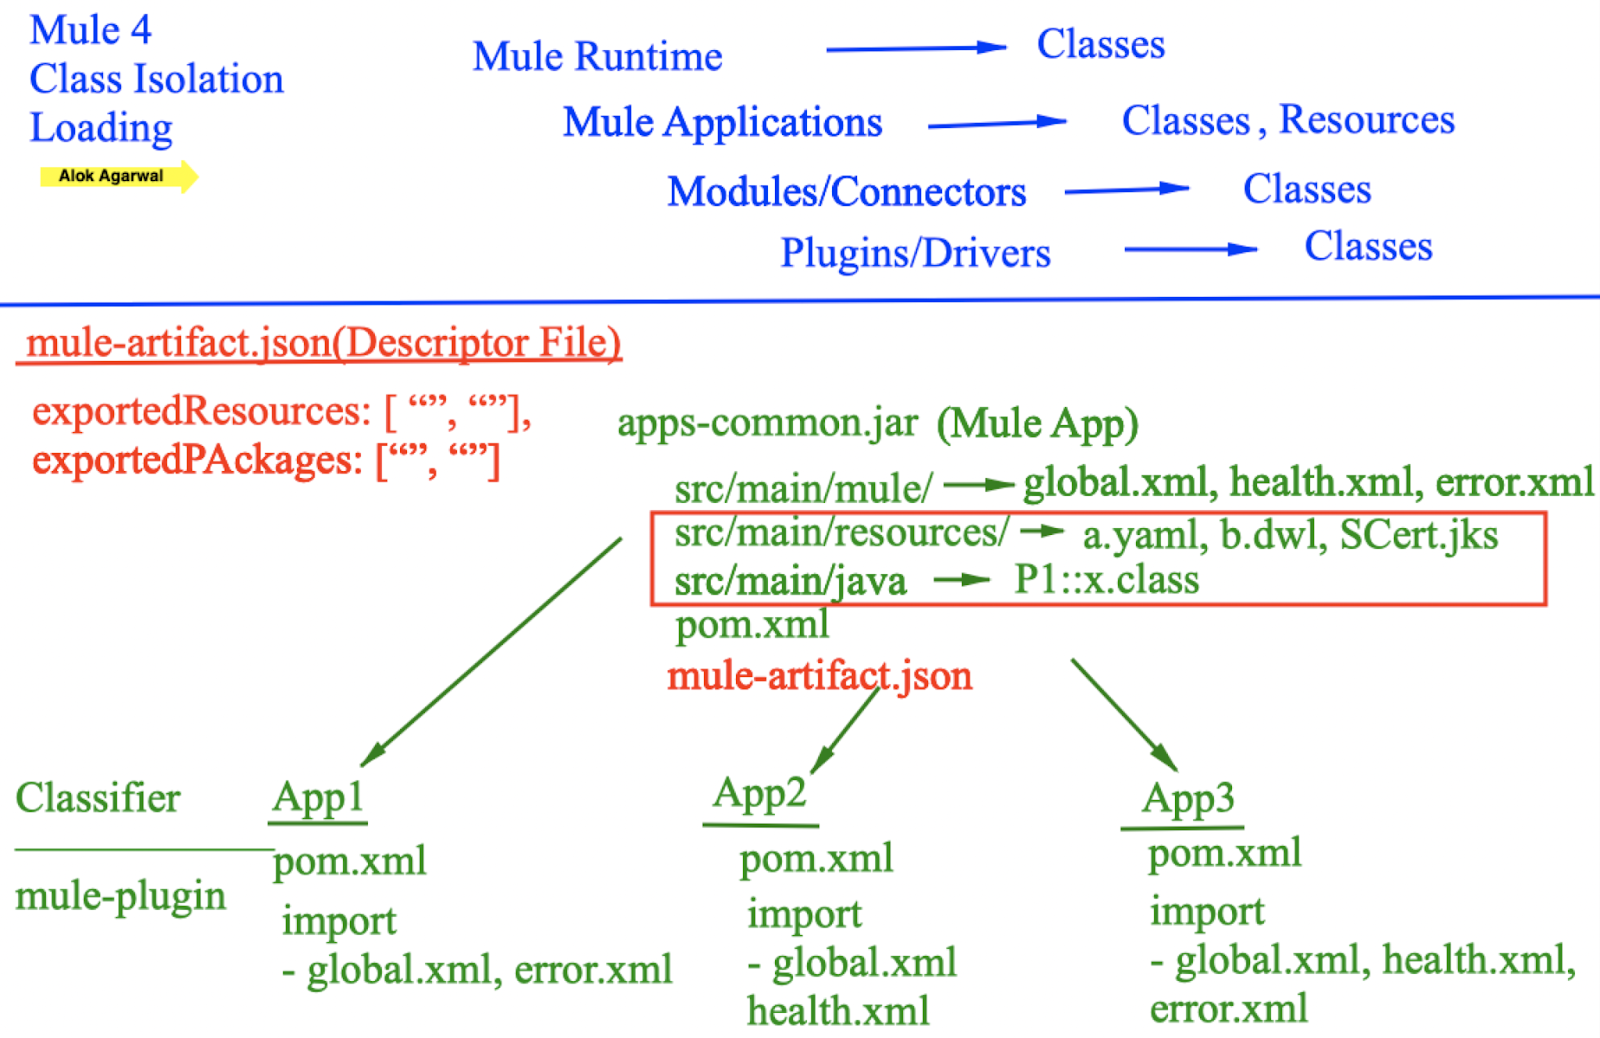 Mule 4
Class Isolation
Loading
Alok Agarwal
Mule Runtime Classes
Mule Applications Classes , Resources
Modules/Connectors Classes
Plugins/Drivers Classes
mule-artifact.json(Descriptor File)
exportedResources: [ “”, “”],
exportedPAckages: [“”, “”]
apps-common.jar (Mule App)
src/main/mule/ global.xml, health.xml, error.xml
src/main/resources/ a.yaml, b.dwl, SCert.jks
src/main/java P1::x.class
pom.xml
mule-artifact.json
Classifier
mule-plugin
App1
pom.xml
import
- global.xml, error.xml
App2
pom.xml
import
- global.xml
health.xml
App3
pom.xml
import
- global.xml, health.xml,
error.xml